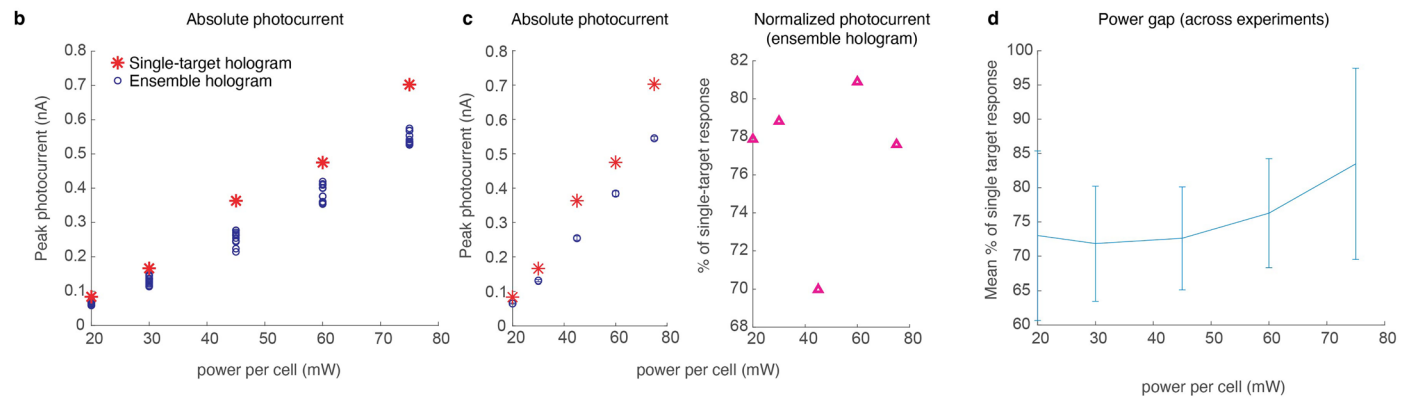 b
Absolute photocurrent
Peak photocurrent (nA)
0.8
0.7
0.6
0.5
0.4
0.3
0.2
0.1
0
Single-target hologram
Ensemble hologram
20 30 40 50 60 70 80
power per cell (mW)
c
Absolute photocurrent
Peak photocurrent (nA)
0.8
0.7
0.6
0.5
0.4
0.3
0.2
0.1
0
20 40 60 80
Normalized photocurrent
(ensemble hologram)
% of single-target response
82
80
78
76
74
72
70
68
20 40 60 80
power per cell (mW)
d
Power gap (across experiments)
Mean % of single target response
100
95
90
85
80
75
70
65
60
20 30 40 50 60 70 80
power per cell (mW)